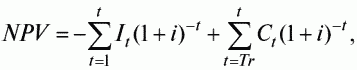 NPV = -\sum_{t=1}^{t} I_t (1+i)^{-t} + \sum_{t=Tr}^{t} C_t (1+i)^{-t},